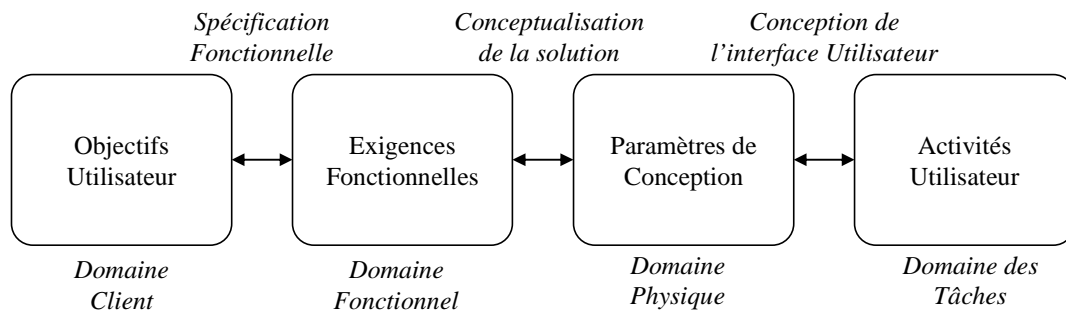 Spécification
Fonctionnelle
Conceptualisation
de la solution
Conception de
l'interface Utilisateur
Objectifs
Utilisateur
Exigences
Fonctionnelles
Paramètres de
Conception
Activités
Utilisateur
Domaine
Client
Domaine
Fonctionnel
Domaine
Physique
Domaine des
Tâches